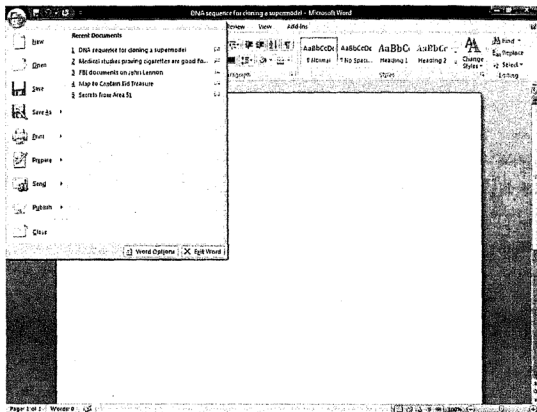 DNA sequence for cloning a supermodel - Microsoft Word
Review View Add-Ins
New
Open
Save
Save As
Print
Prepare
Send
Publish
Close
Recent Documents
1 DNA sequence for cloning a supermodel
2 Medical studies proving cigarettes are good fo...
3 FBI documents on John Lennon
4 Map to Captain Kid Treasure
5 Secrets from Area 51
Word Options Exit Word
AaBbCcDc AaBbCcDc AaBbC AaBbCc
¶ Normal ¶ No Spaci... Heading 1 Heading 2
Change Styles
Find
Replace
Select
Styles
Editing
Page: 1 of 1 Words: 0
100%